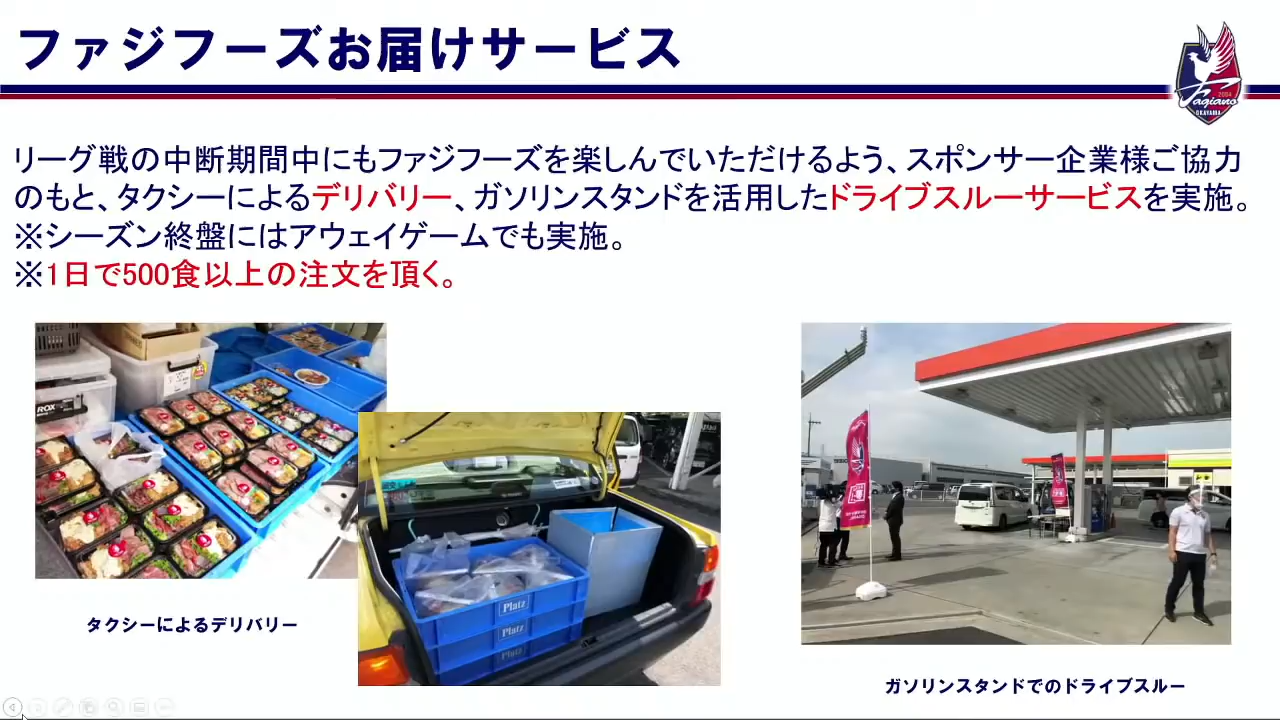 ファジフーズお届けサービス
2004
Fagiano
OKAYAMA
リーグ戦の中断期間中にもファジフーズを楽しんでいただけるよう、スポンサー企業様ご協力
のもと、タクシーによるデリバリー、ガソリンスタンドを活用したドライブスルーサービスを実施。
※シーズン終盤にはアウェイゲームでも実施。
※1日で500食以上の注文を頂く。
Platz
Platz
Platz
タクシーによるデリバリー
ガソリンスタンドでのドライブスルー